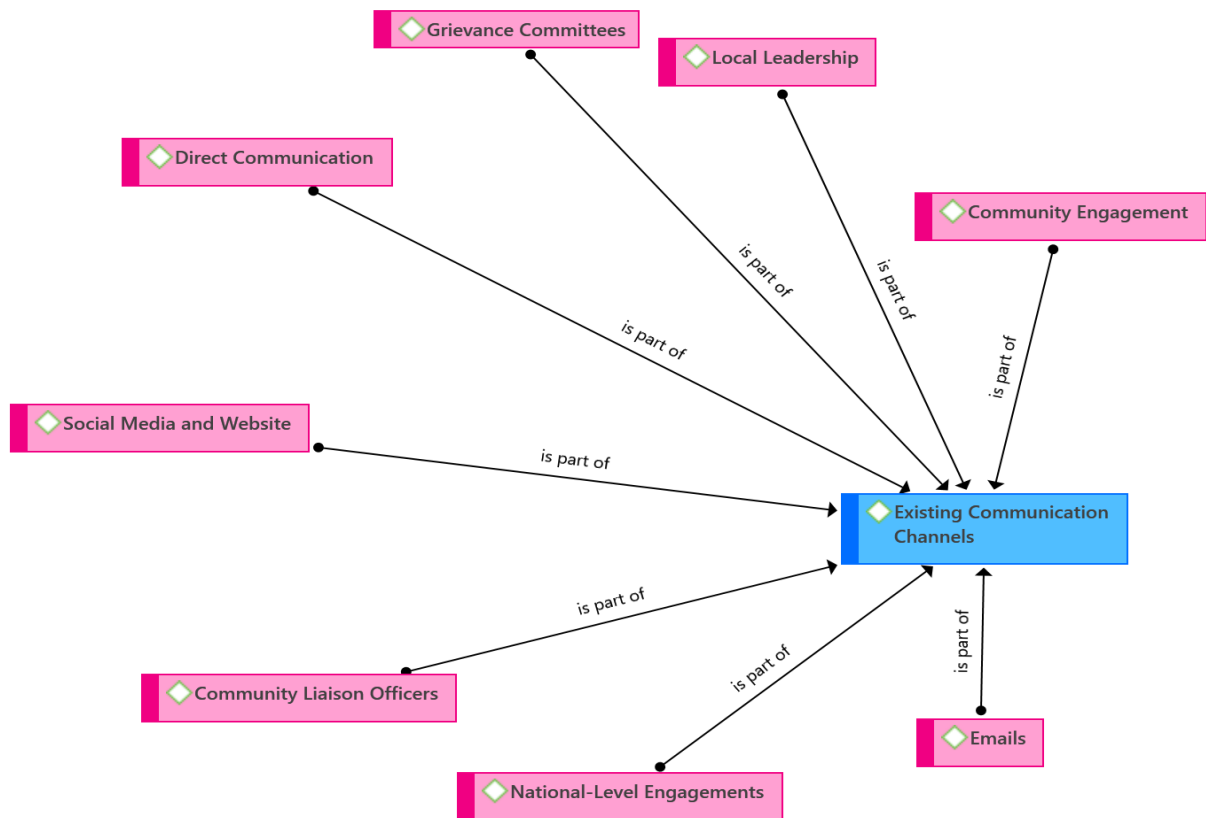 Grievance Committees
Local Leadership
Direct Communication
Community Engagement
is part of
is part of
is part of
is part of
Social Media and Website
is part of
Existing Communication
Channels
is part of
is part of
is part of
Community Liaison Officers
Emails
National-Level Engagements